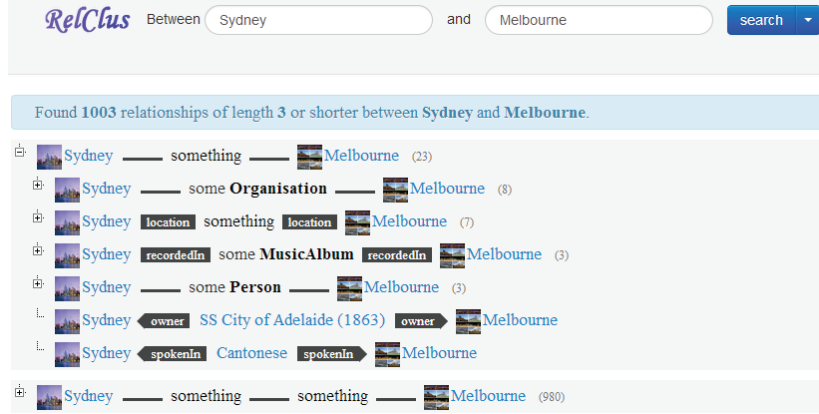 RelClus Between Sydney and Melbourne search
Found 1003 relationships of length 3 or shorter between Sydney and Melbourne.
Sydney something Melbourne (23)
Sydney some Organisation Melbourne (8)
Sydney location something location Melbourne (7)
Sydney recordedIn some MusicAlbum recordedIn Melbourne (3)
Sydney some Person Melbourne (3)
Sydney owner SS City of Adelaide (1863) owner Melbourne
Sydney spokenIn Cantonese spokenIn Melbourne
Sydney something something Melbourne (980)